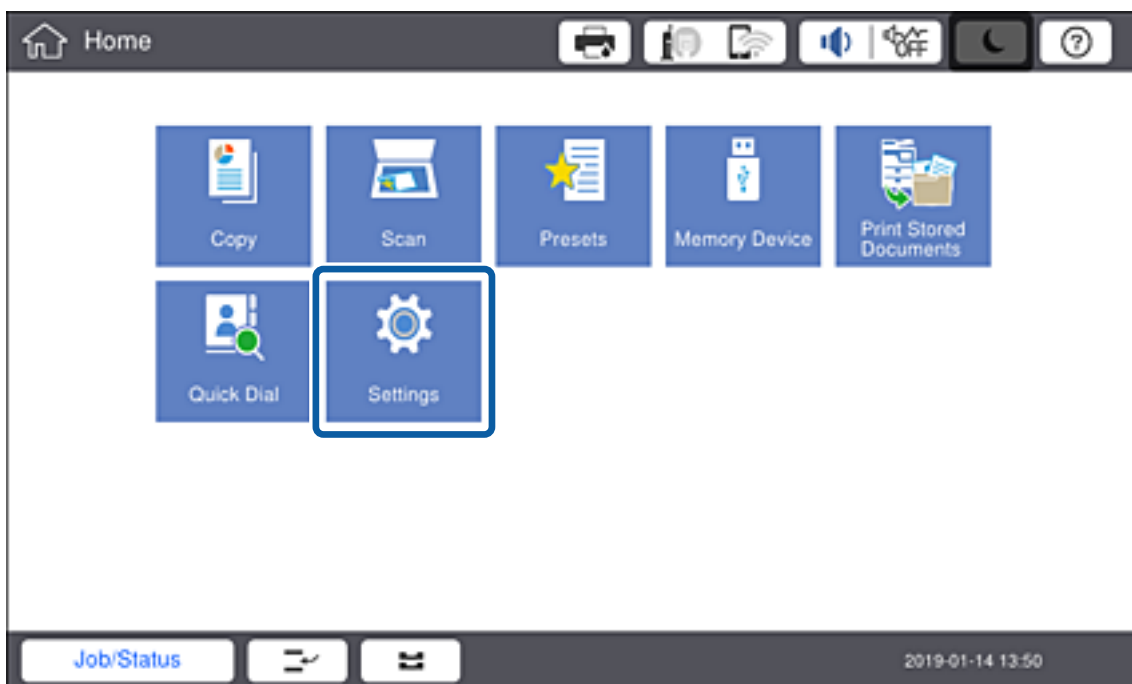 Home
OFF
?
Copy
Scan
Presets
Memory Device
Print Stored
Documents
Quick Dial
Settings
Job/Status
2019-01-14 13:50